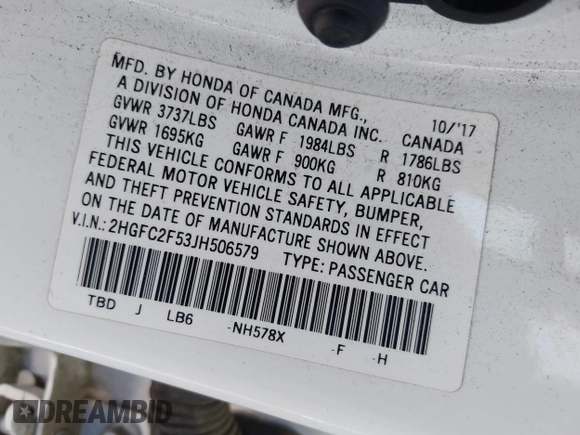 MFD. BY HONDA OF CANADA MFG., 10/'17
A DIVISION OF HONDA CANADA INC. CANADA
GVWR 3737LBS GAWR F 1984LBS R 1786LBS
GVWR 1695KG GAWR F 900KG R 810KG
THIS VEHICLE CONFORMS TO ALL APPLICABLE
FEDERAL MOTOR VEHICLE SAFETY, BUMPER,
AND THEFT PREVENTION STANDARDS IN EFFECT
ON THE DATE OF MANUFACTURE SHOWN ABOVE.
V.I.N.: 2HGFC2F53JH506579 TYPE: PASSENGER CAR
TBD J LB6 -NH578X -F -H
DREAMBID